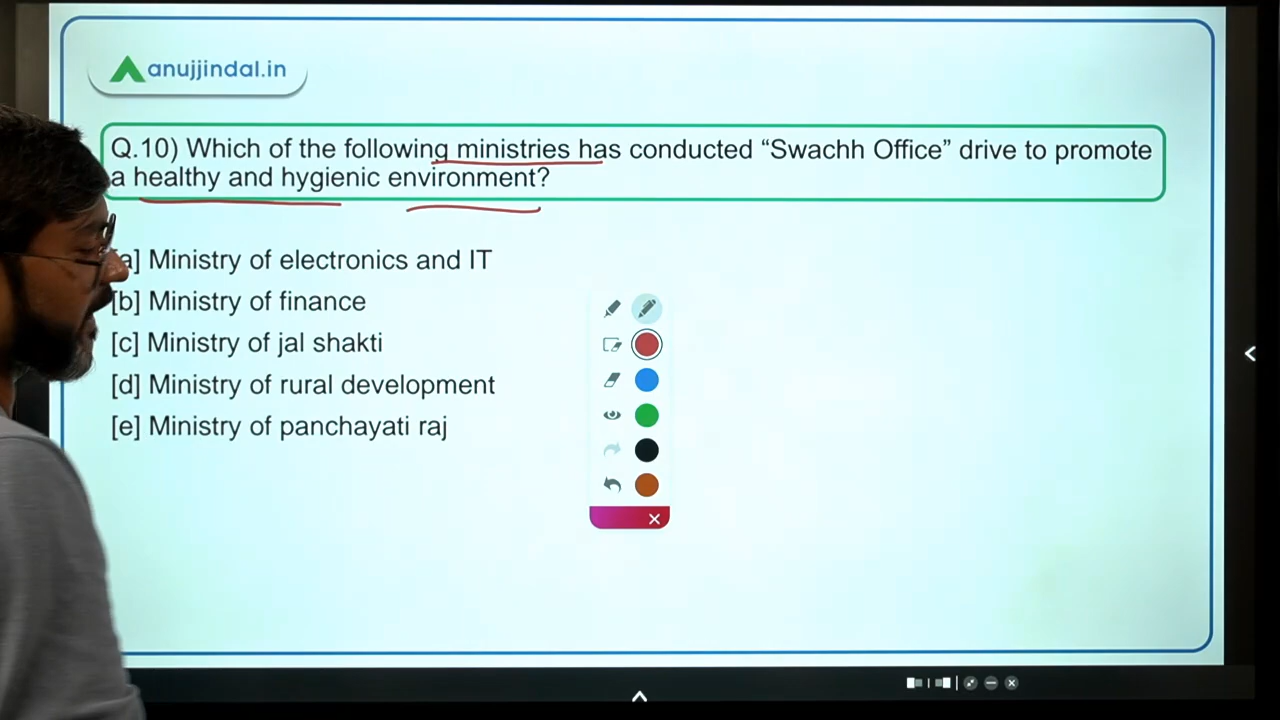 anujjindal.in
Q.10) Which of the following ministries has conducted “Swachh Office” drive to promote
a healthy and hygienic environment?
a] Ministry of electronics and IT
[b] Ministry of finance
[c] Ministry of jal shakti
[d] Ministry of rural development
[e] Ministry of panchayati raj